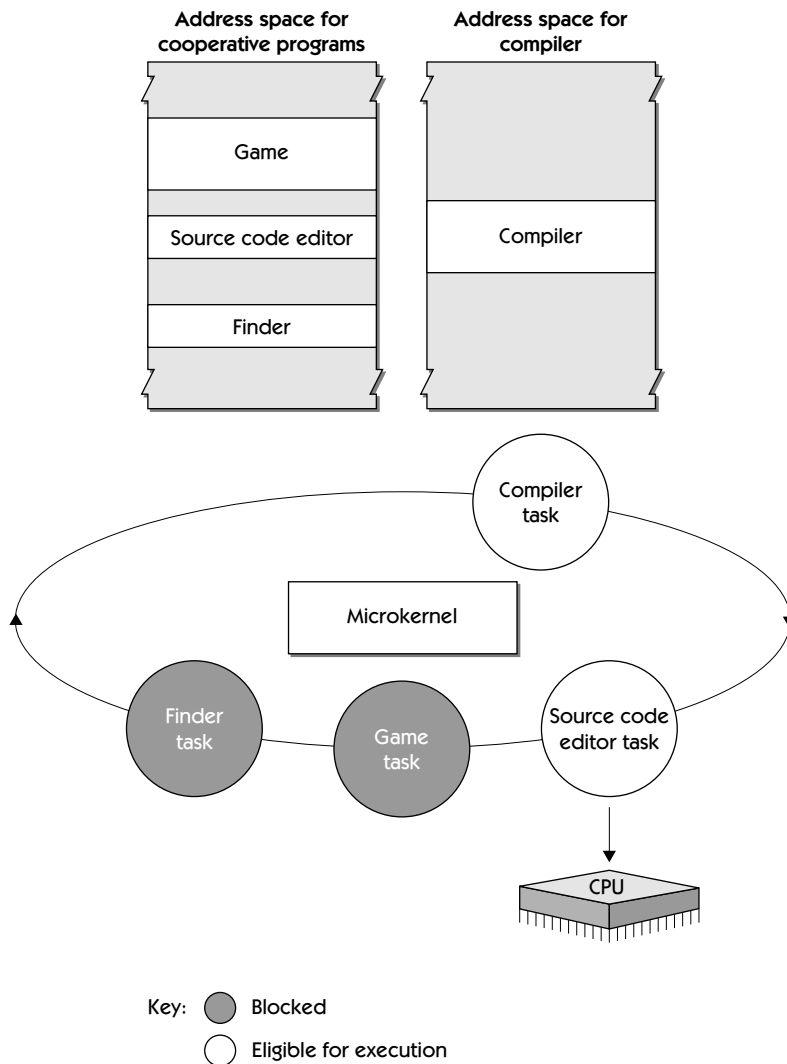 Address space for
cooperative programs
Address space for
compiler
Game
Source code editor
Finder
Compiler
Compiler
task
Microkernel
Finder
task
Game
task
Source code
editor task
CPU
Key:
Blocked
Eligible for execution